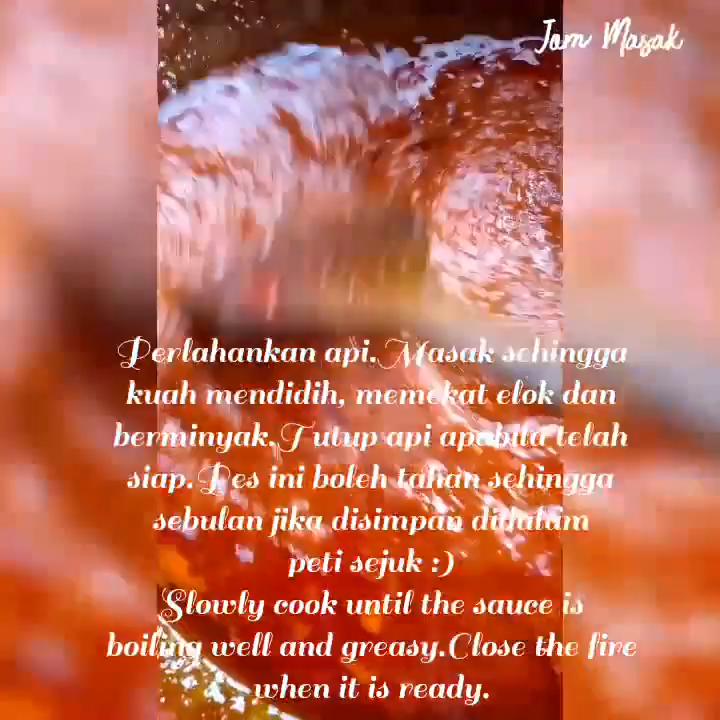 Jom Masak
Perlahankan api.Masak sehingga
kuah mendidih, memekat elok dan
berminyak.Tutup api apabila telah
siap.Pes ini boleh tahan sehingga
sebulan jika disimpan didalam
peti sejuk :)
Slowly cook until the sauce is
boiling well and greasy.Close the fire
when it is ready.